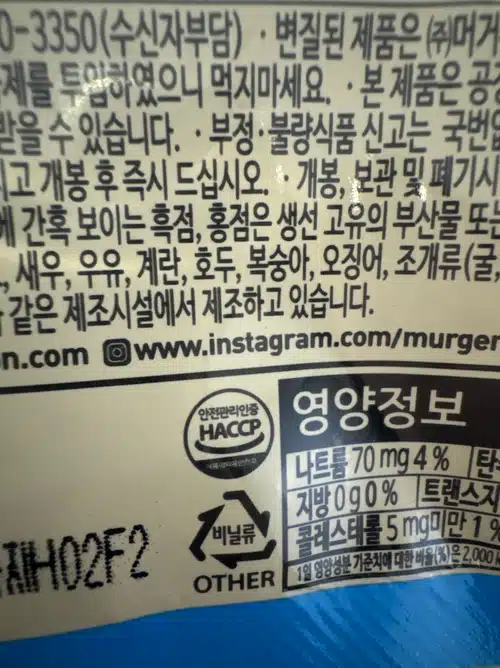 0-3350(수신자부담) · 변질된 제품은 ㈜머거
제를 투입하였으니 먹지마세요. · 본 제품은 공
받을 수 있습니다. · 부정·불량식품 신고는 국번없
고 개봉 후 즉시 드십시오. · 개봉, 보관 및 폐기시
간혹 보이는 흑점, 홍점은 생선 고유의 부산물 또는
, 새우, 우유, 계란, 호두, 복숭아, 오징어, 조개류(굴,
같은 제조시설에서 제조하고 있습니다.
n.com www.instagram.com/murger
안전관리인증
HACCP
영양정보
나트륨 70 mg 4 %
지방 0 g 0 % 트랜스지
콜레스테롤 5 mg미만 1 %
1일 영양성분 기준치에 대한 비율(%)은 2,000
비닐류
OTHER
재H02F2